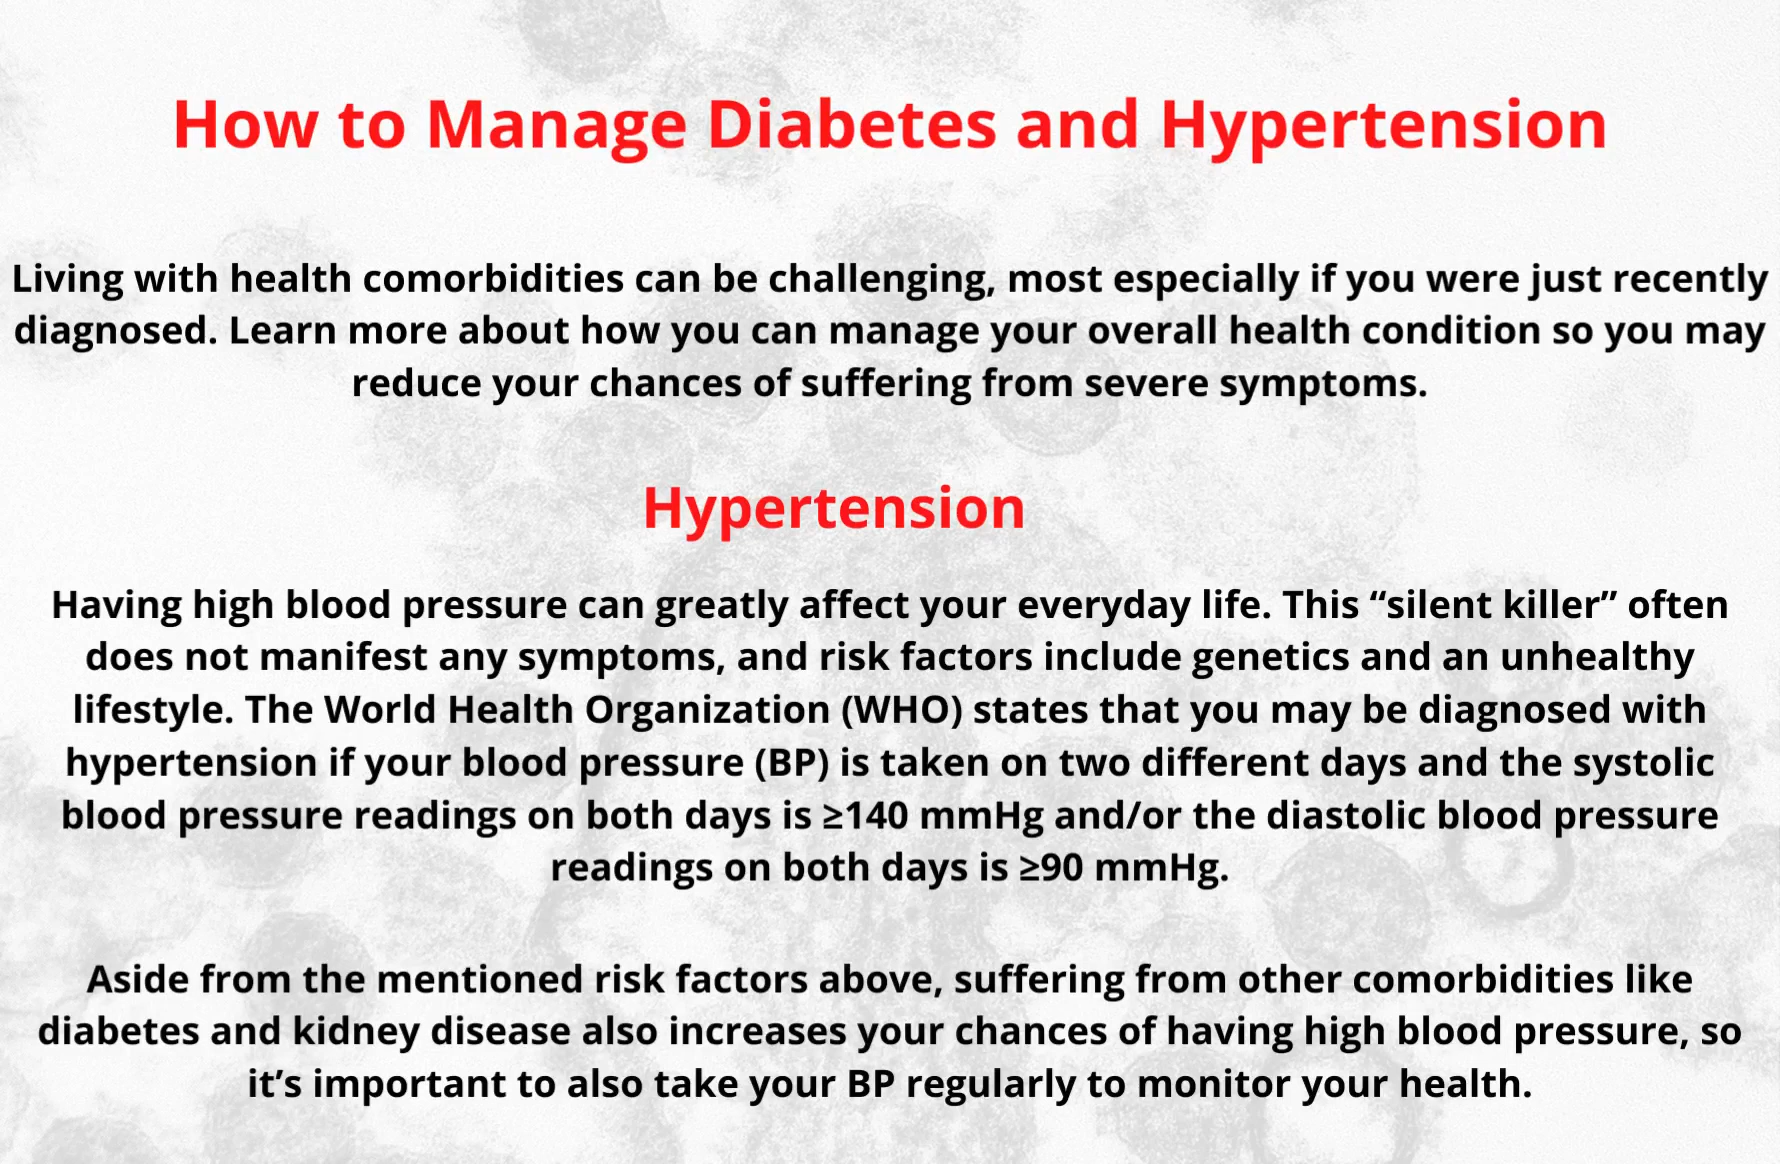 How to Manage Diabetes and Hypertension
Living with health comorbidities can be challenging, most especially if you were just recently
diagnosed. Learn more about how you can manage your overall health condition so you may
reduce your chances of suffering from severe symptoms.
Hypertension
Having high blood pressure can greatly affect your everyday life. This “silent killer” often
does not manifest any symptoms, and risk factors include genetics and an unhealthy
lifestyle. The World Health Organization (WHO) states that you may be diagnosed with
hypertension if your blood pressure (BP) is taken on two different days and the systolic
blood pressure readings on both days is ≥140 mmHg and/or the diastolic blood pressure
readings on both days is ≥90 mmHg.
Aside from the mentioned risk factors above, suffering from other comorbidities like
diabetes and kidney disease also increases your chances of having high blood pressure, so
it’s important to also take your BP regularly to monitor your health.